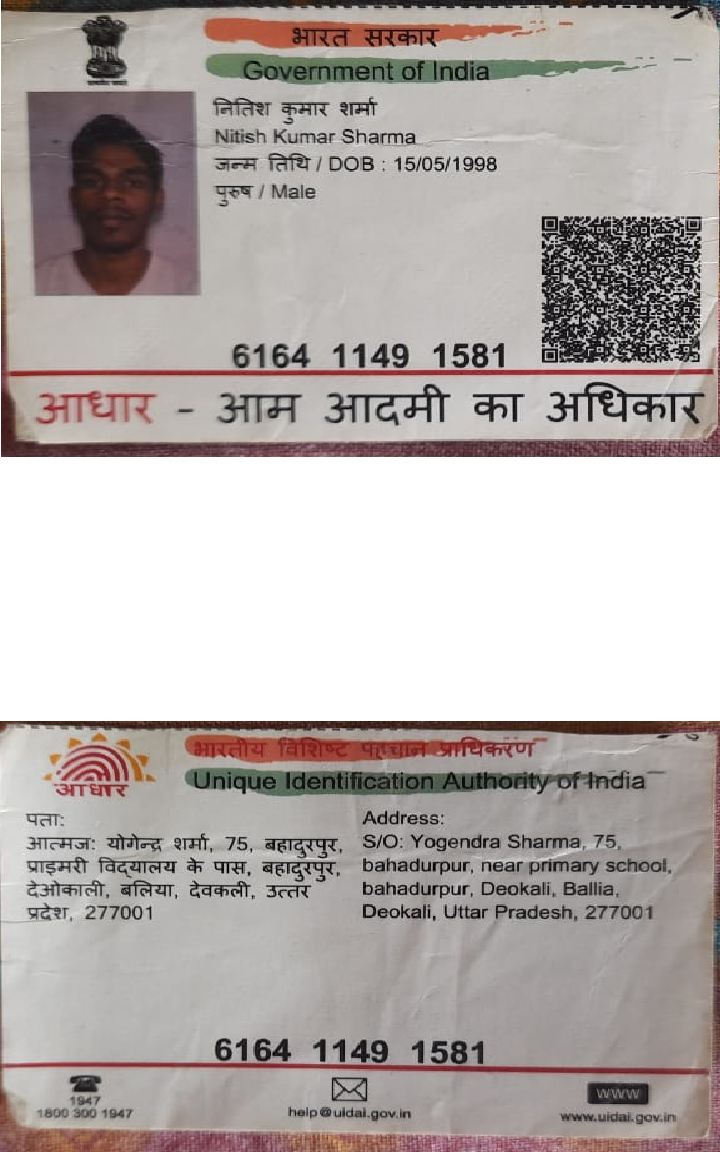 भारत सरकार
Government of India
नितिश कुमार शर्मा
Nitish Kumar Sharma
जन्म तिथि / DOB : 15/05/1998
पुरुष / Male
6164 1149 1581
आधार - आम आदमी का अधिकार
भारतीय विशिष्ट पहचान प्राधिकरण
Unique Identification Authority of India
आधार
पता:
आत्मज: योगेन्द्र शर्मा, 75, बहादुरपुर,
प्राइमरी विद्यालय के पास, बहादुरपुर,
देओकाली, बलिया, देवकली, उत्तर
प्रदेश, 277001
Address:
S/O: Yogendra Sharma, 75,
bahadurpur, near primary school,
bahadurpur, Deokali, Ballia,
Deokali, Uttar Pradesh, 277001
6164 1149 1581
1947
1800 300 1947
help@uidai.gov.in
WWW
www.uidai.gov.in